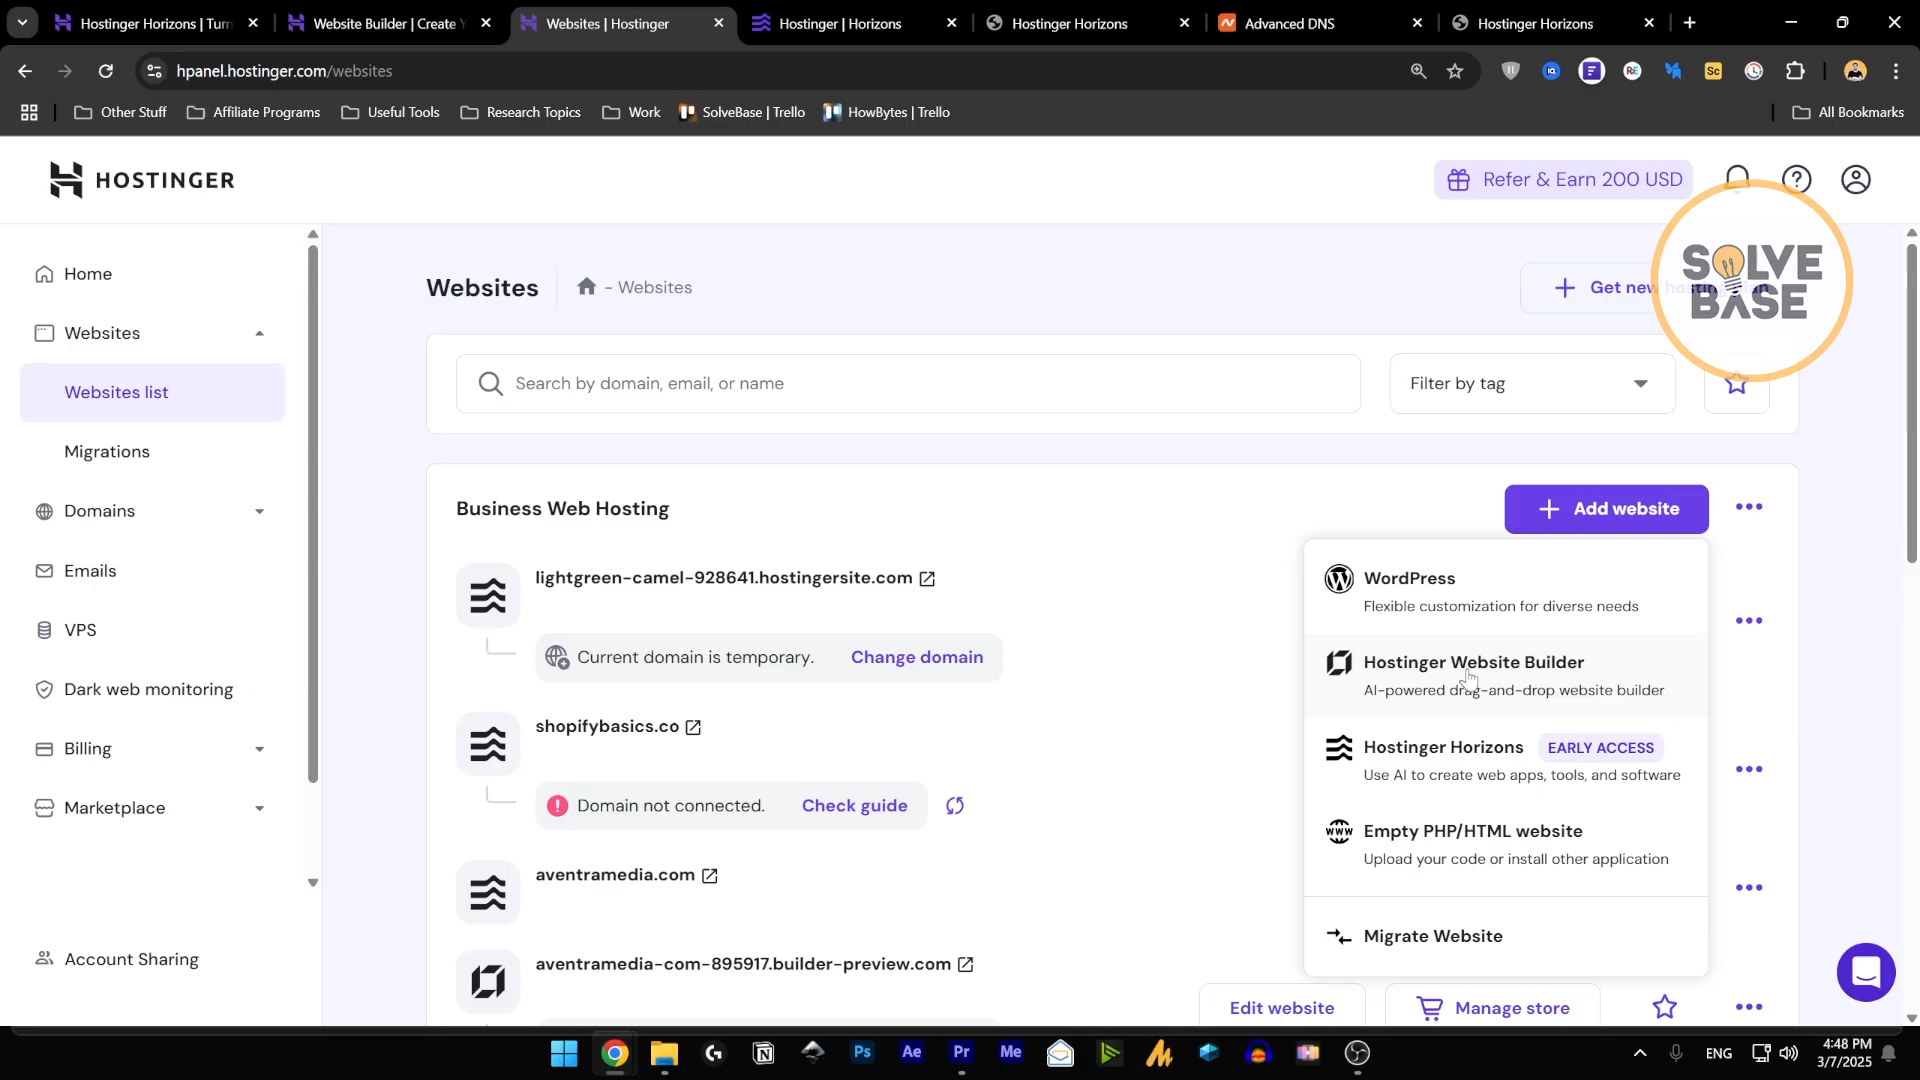 Hostinger Horizons | Turn
Website Builder | Create Y
Websites | Hostinger
Hostinger | Horizons
Hostinger Horizons
Advanced DNS
Hostinger Horizons
hpanel.hostinger.com/websites
Other Stuff
Affiliate Programs
Useful Tools
Research Topics
Work
SolveBase | Trello
HowBytes | Trello
All Bookmarks
HOSTINGER
Refer & Earn 200 USD
SOLVE
BASE
Home
Websites
Websites list
Migrations
Domains
Emails
VPS
Dark web monitoring
Billing
Marketplace
Account Sharing
Websites
- Websites
Get new hosting plan
Search by domain, email, or name
Filter by tag
Business Web Hosting
Add website
lightgreen-camel-928641.hostingersite.com
Current domain is temporary. Change domain
shopifybasics.co
Domain not connected. Check guide
aventramedia.com
aventramedia-com-895917.builder-preview.com
WordPress
Flexible customization for diverse needs
Hostinger Website Builder
AI-powered drag-and-drop website builder
Hostinger Horizons EARLY ACCESS
Use AI to create web apps, tools, and software
Empty PHP/HTML website
Upload your code or install other application
Migrate Website
Edit website
Manage store
Ps
Ae
Pr
Me
ENG
4:48 PM
3/7/2025